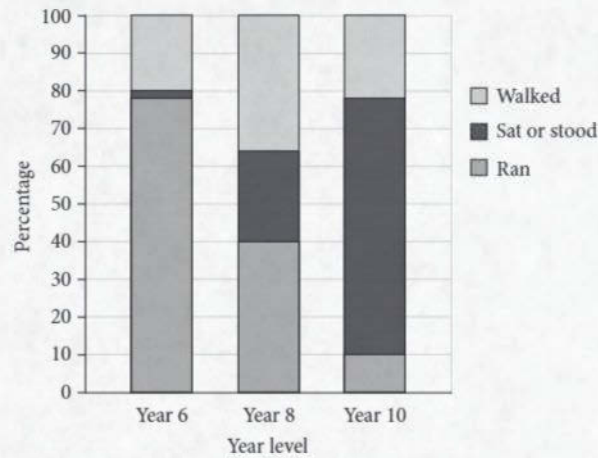 100
90
80
70
60
50
40
30
20
10
0
Percentage
Year 6
Year 8
Year 10
Year level
Walked
Sat or stood
Ran